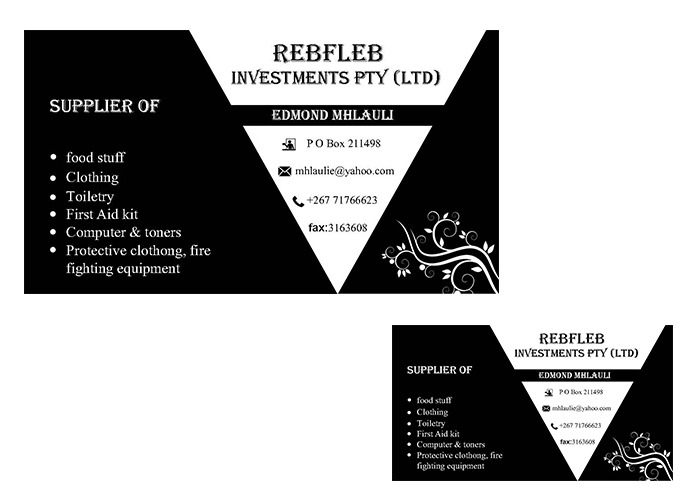 REBFLEB
INVESTMENTS PTY (LTD)
EDMOND MHLAULI
SUPPLIER OF
food stuff
Clothing
Toiletry
First Aid kit
Computer & toners
Protective clothong, fire
fighting equipment
P O Box 211498
mhlaulie@yahoo.com
+267 71766623
fax:3163608
REBFLEB
INVESTMENTS PTY (LTD)
EDMOND MHLAULI
SUPPLIER OF
food stuff
Clothing
Toiletry
First Aid kit
Computer & toners
Protective clothong, fire
fighting equipment
P O Box 211498
mhlaulie@yahoo.com
+267 71766623
fax:3163608